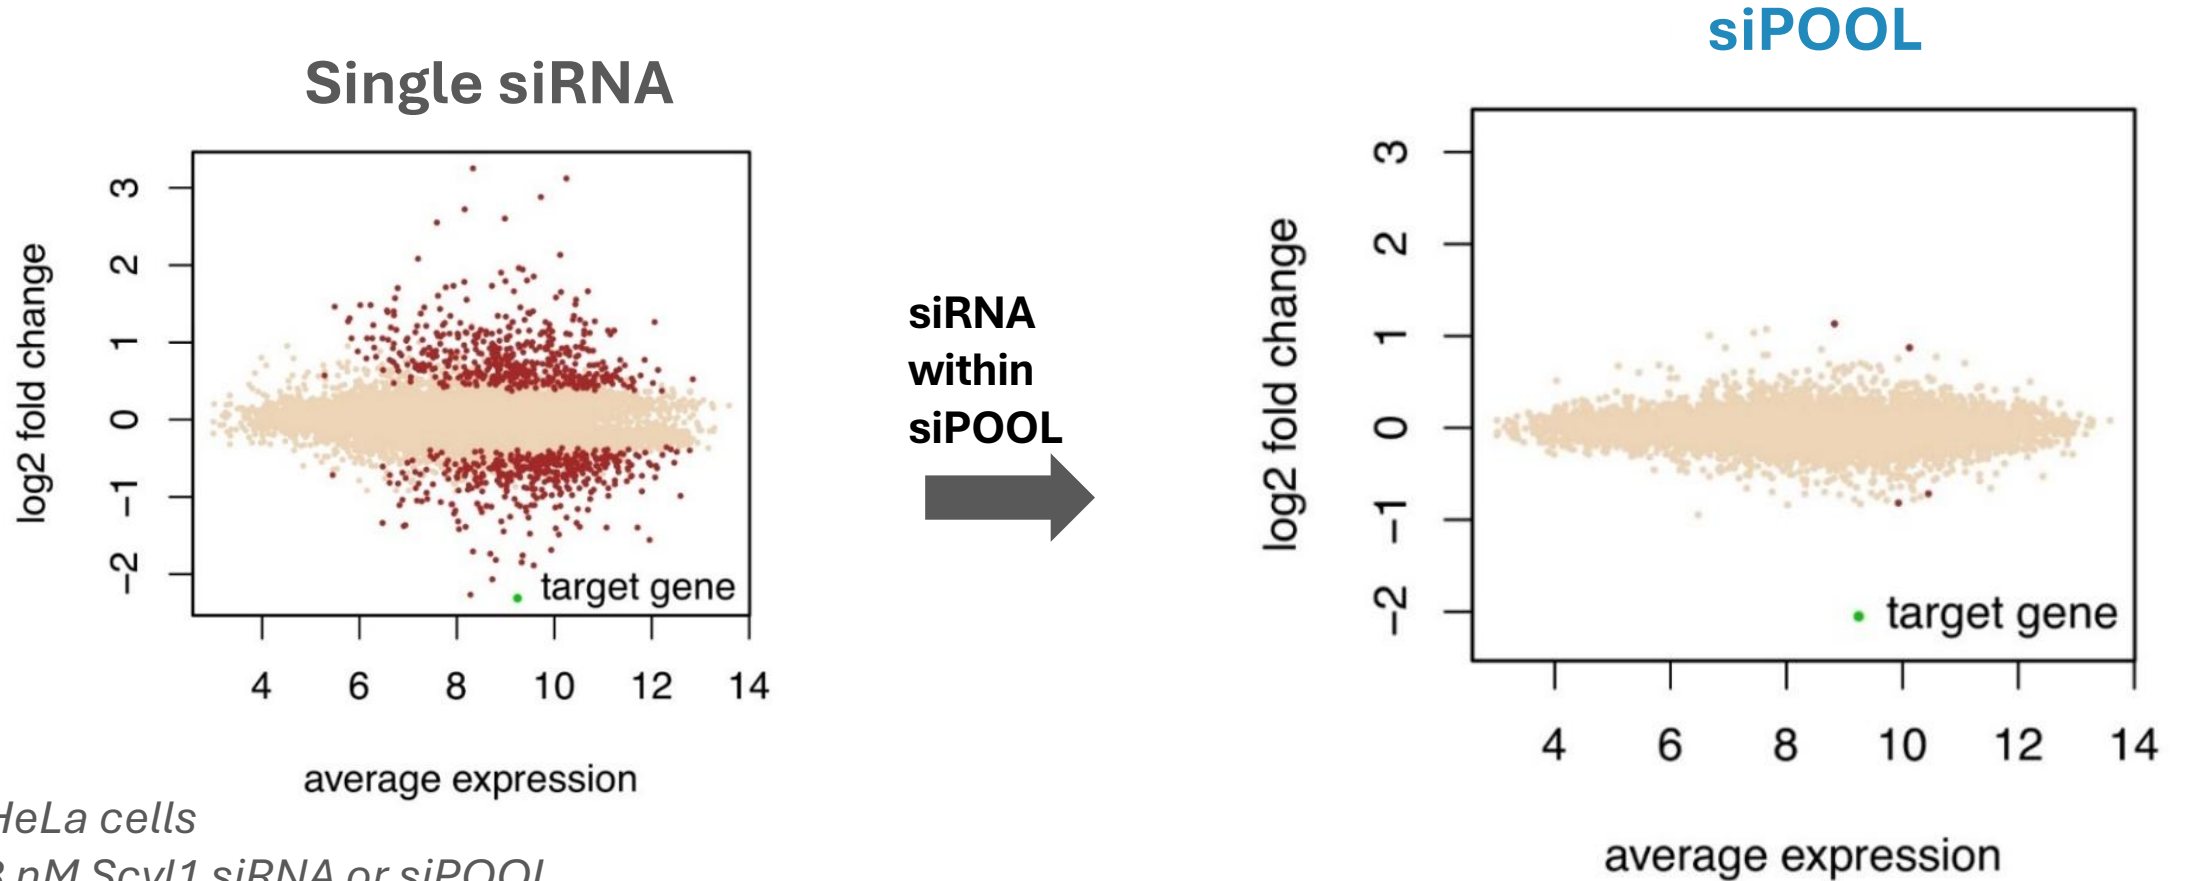 Single siRNA
3
2
1
0
−1
−2
log2 fold change
target gene
4 6 8 10 12 14
average expression
siRNA
within
siPOOL
siPOOL
3
2
1
0
−1
−2
log2 fold change
target gene
4 6 8 10 12 14
average expression
HeLa cells
nM Scyl1 siRNA or siPOOL